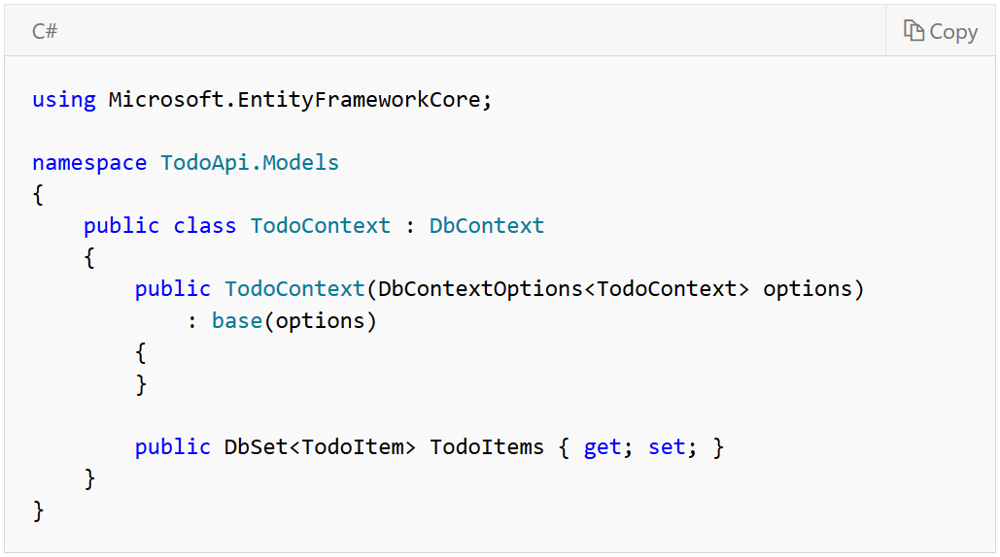 C#
Copy
using Microsoft.EntityFrameworkCore;
namespace TodoApi.Models
{
    public class TodoContext : DbContext
    {
        public TodoContext(DbContextOptions<TodoContext> options)
            : base(options)
        {
        }
        public DbSet<TodoItem> TodoItems { get; set; }
    }
}